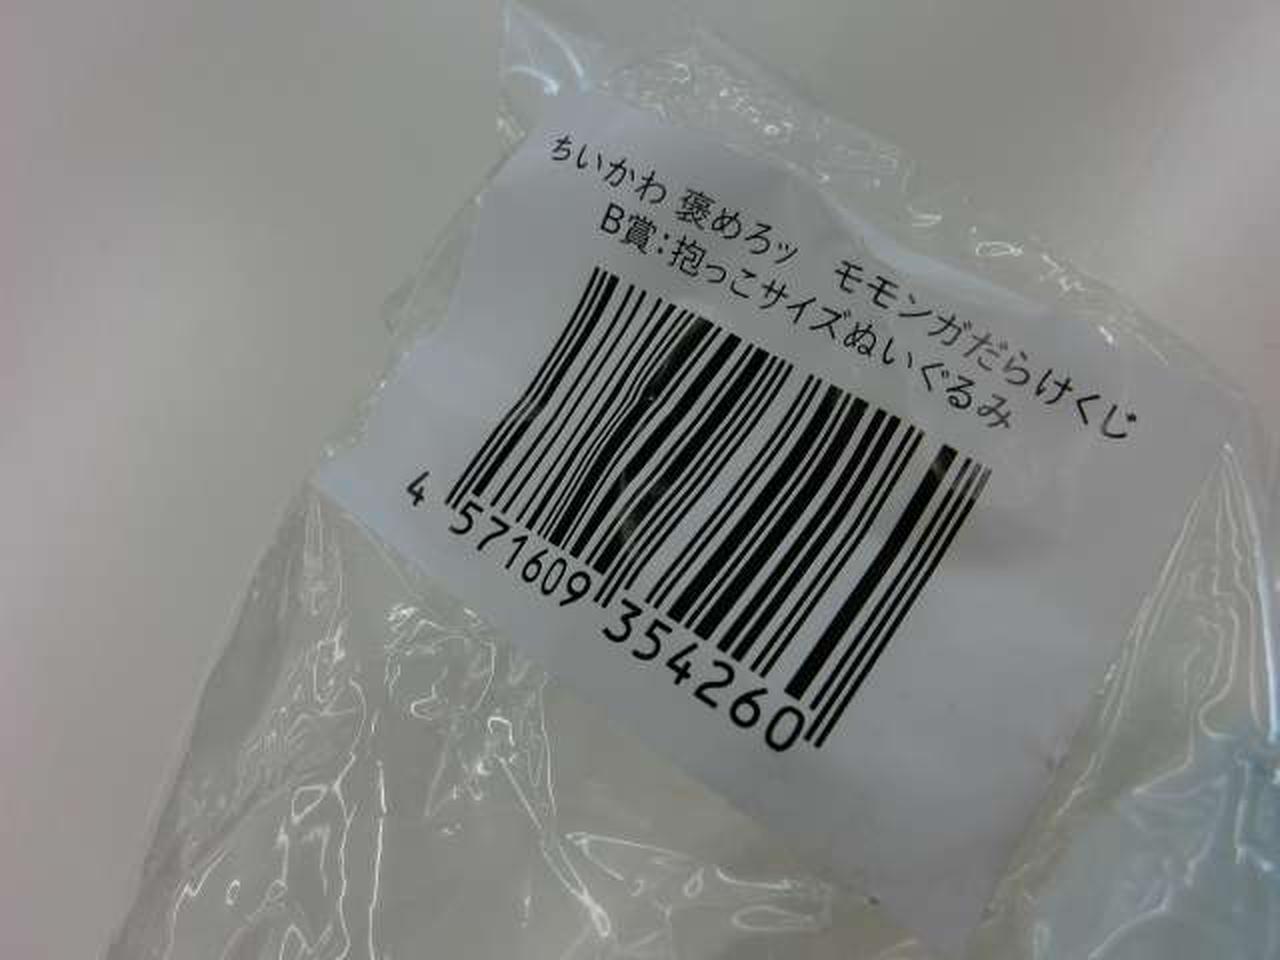 ちいかわ 褒めろッ　モモンガだらけくじ
B賞:抱っこサイズぬいぐるみ
4 571609 354260